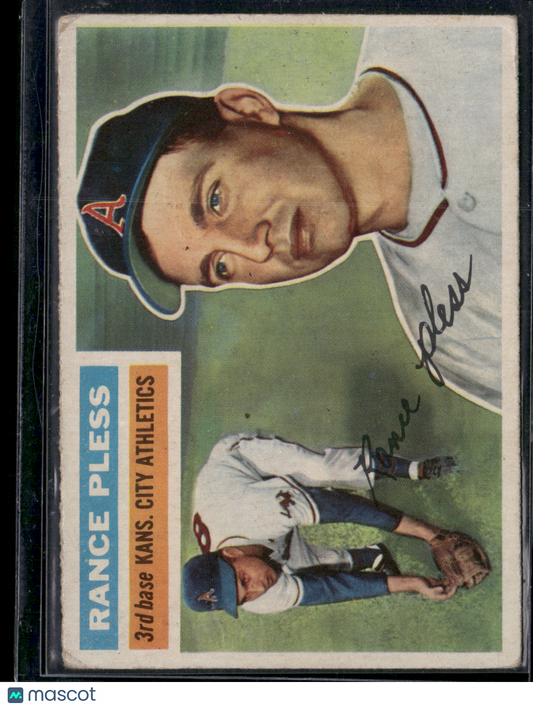 RANCE PLESS
3rd base KANS. CITY ATHLETICS
Rance Pless
A
A
mascot